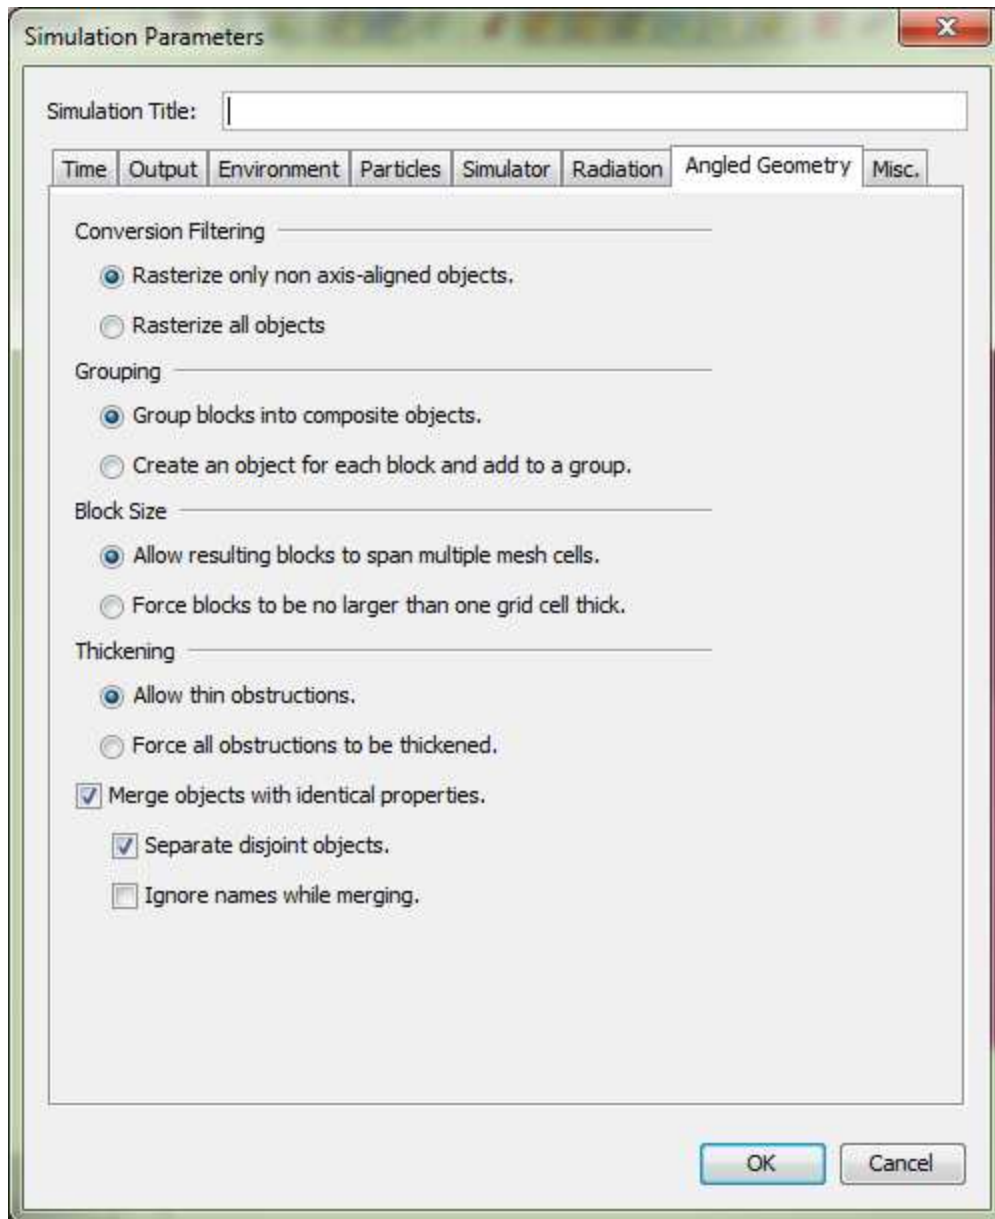 Simulation Parameters
Simulation Title:
Time Output Environment Particles Simulator Radiation Angled Geometry Misc.
Conversion Filtering
Rasterize only non axis-aligned objects.
Rasterize all objects
Grouping
Group blocks into composite objects.
Create an object for each block and add to a group.
Block Size
Allow resulting blocks to span multiple mesh cells.
Force blocks to be no larger than one grid cell thick.
Thickening
Allow thin obstructions.
Force all obstructions to be thickened.
Merge objects with identical properties.
Separate disjoint objects.
Ignore names while merging.
OK Cancel